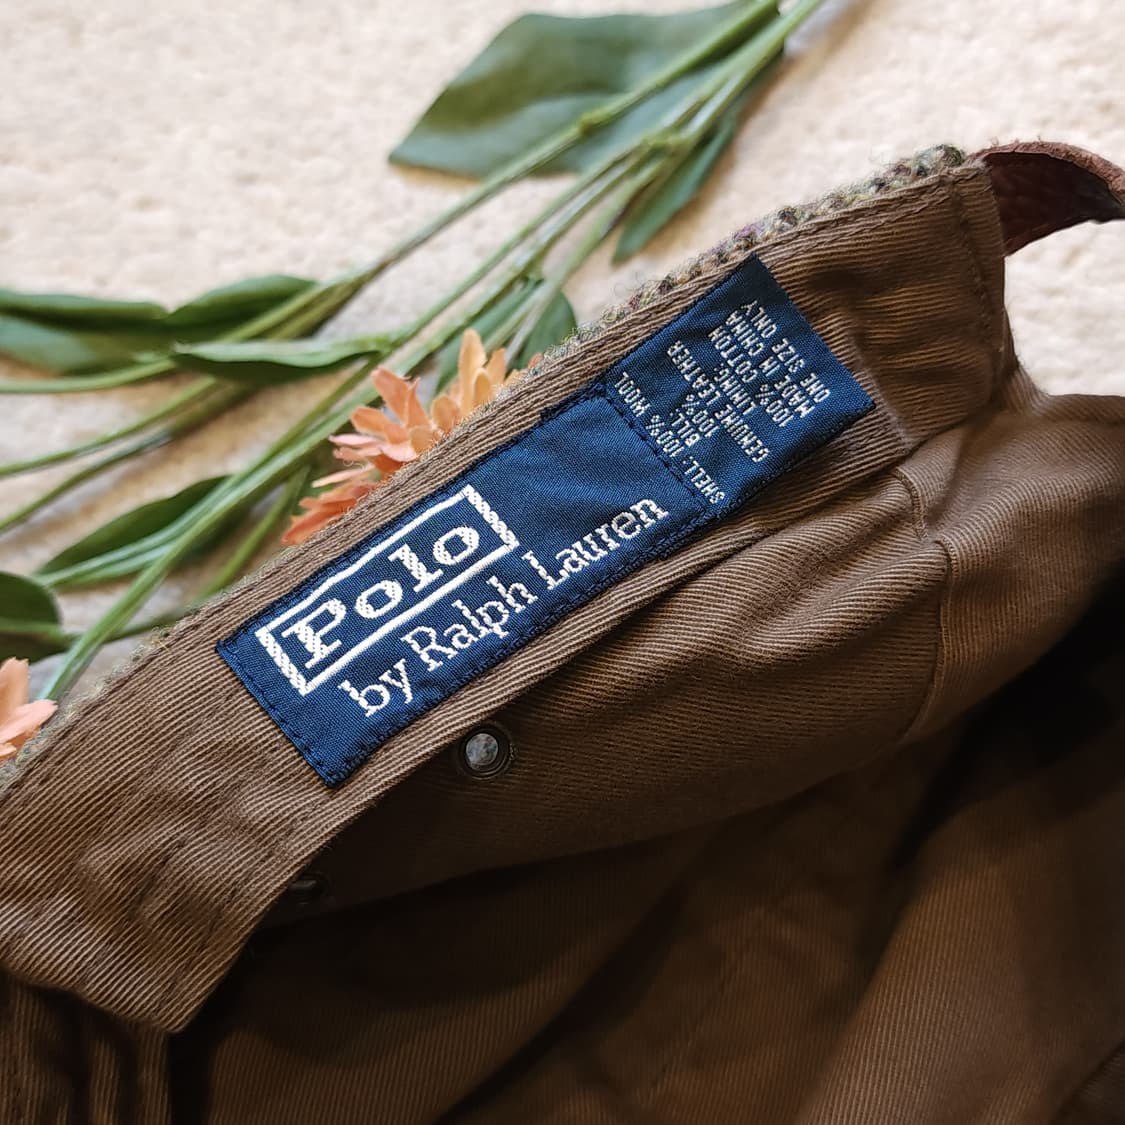 Polo
by Ralph Lauren
SHELL: 100% WOOL
BILL:
100% LEATHER
GENUINE LINING
100% COTTON
MADE IN CHINA
ONE SIZE ONLY